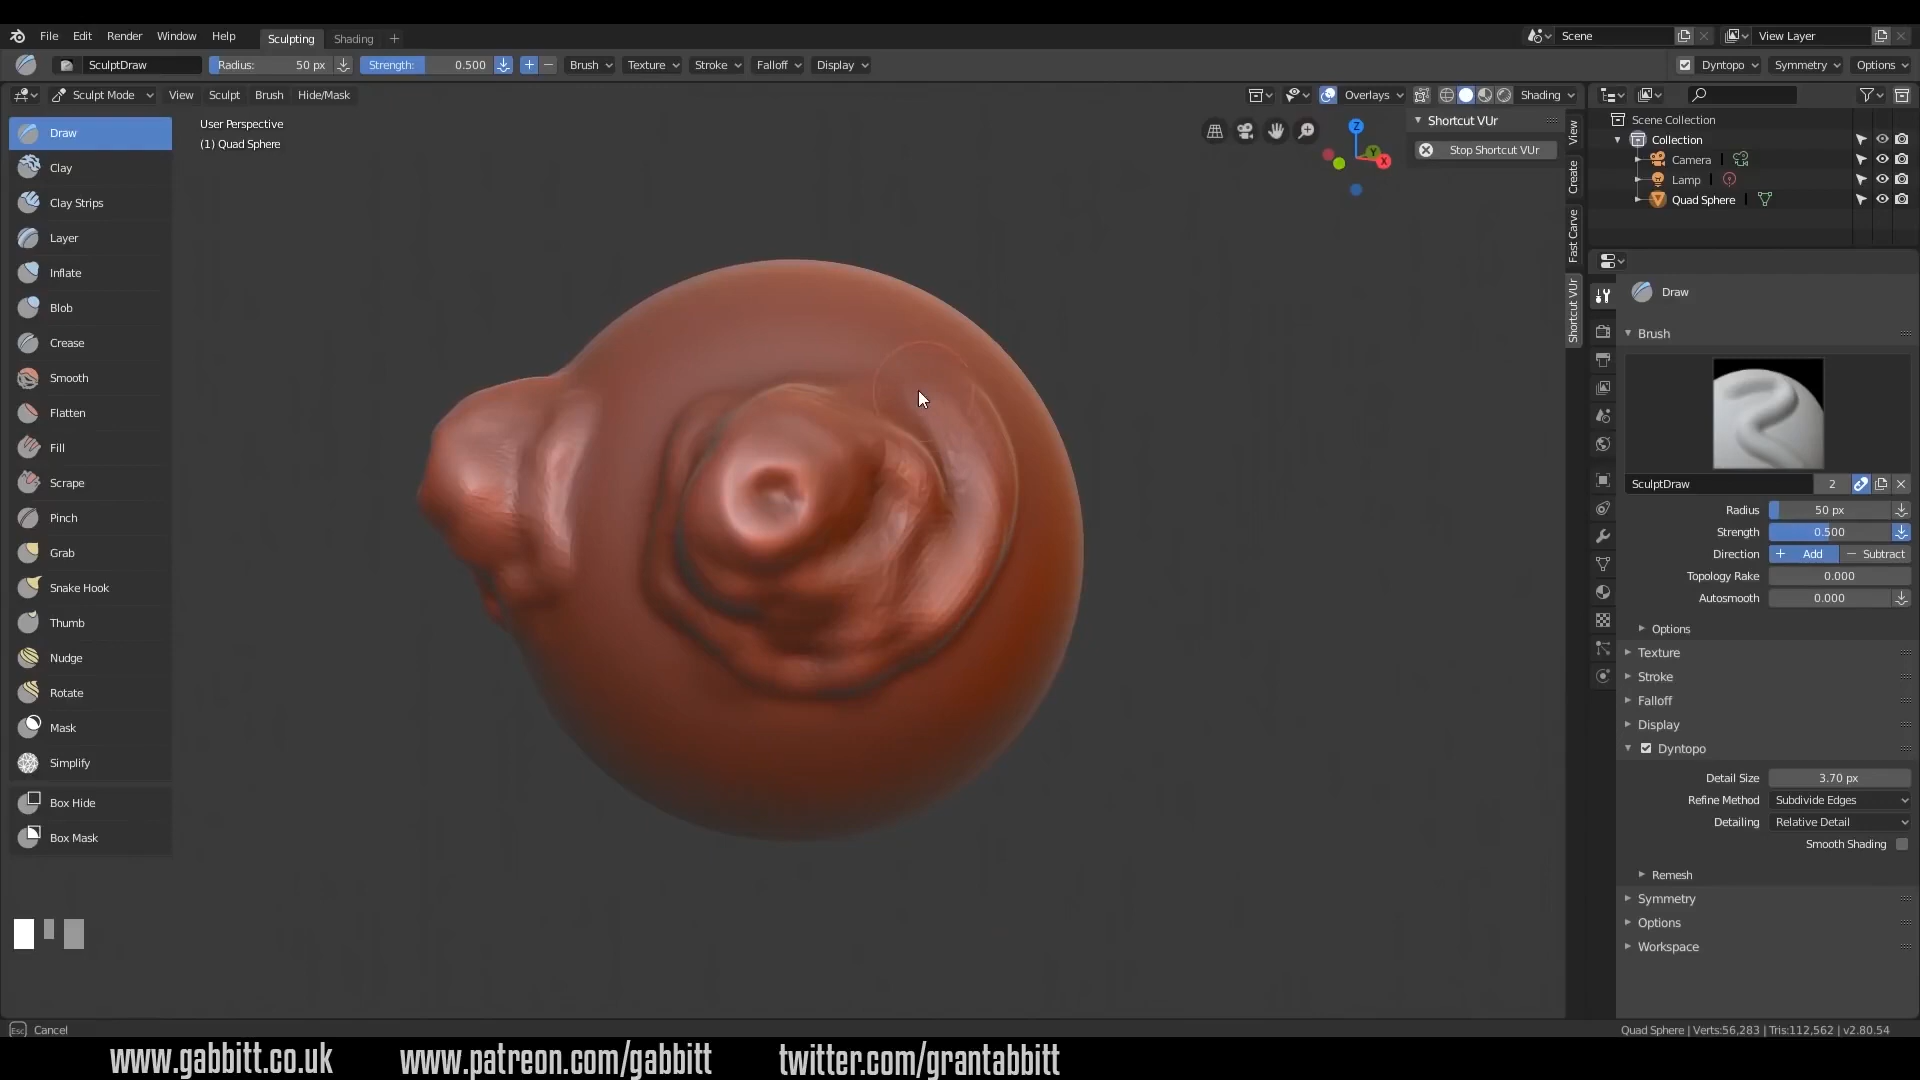 File Edit Render Window Help Sculpting Shading + Scene View Layer
SculptDraw Radius: 50 px Strength: 0.500 + − Brush Texture Stroke Falloff Display Dyntopo Symmetry Options
Sculpt Mode View Sculpt Brush Hide/Mask Overlays Shading
User Perspective
(1) Quad Sphere
Draw
Clay
Clay Strips
Layer
Inflate
Blob
Crease
Smooth
Flatten
Fill
Scrape
Pinch
Grab
Snake Hook
Thumb
Nudge
Rotate
Mask
Simplify
Box Hide
Box Mask
Z
Y
X
Shortcut VUr
Stop Shortcut VUr
View
Create
Fast Carve
Shortcut VUr
Scene Collection
Collection
Camera
Lamp
Quad Sphere
Draw
Brush
SculptDraw 2
Radius 50 px
Strength 0.500
Direction + Add − Subtract
Topology Rake 0.000
Autosmooth 0.000
Options
Texture
Stroke
Falloff
Display
Dyntopo
Detail Size 3.70 px
Refine Method Subdivide Edges
Detailing Relative Detail
Smooth Shading
Remesh
Symmetry
Options
Workspace
Esc Cancel
Quad Sphere | Verts:56,283 | Tris:112,562 | v2.80.54
www.gabbitt.co.uk www.patreon.com/gabbitt twitter.com/grantabbitt